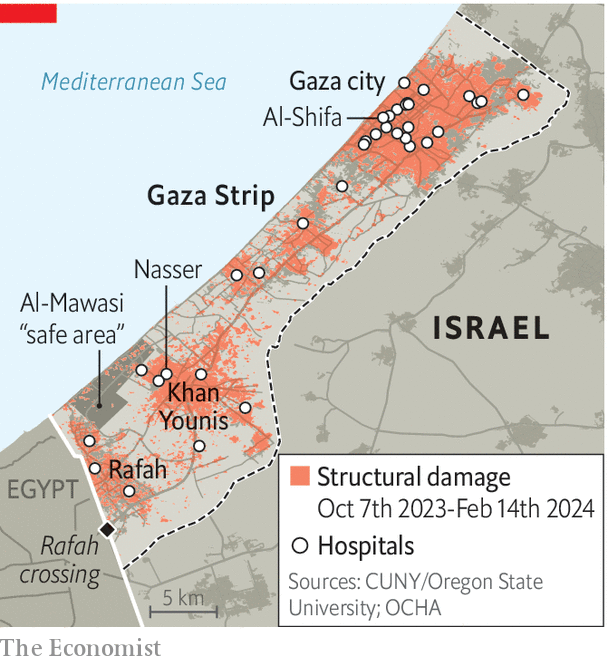 Mediterranean Sea
Gaza city
Al-Shifa
Gaza Strip
Nasser
Al-Mawasi
“safe area”
ISRAEL
Khan
Younis
Rafah
EGYPT
Rafah
crossing
5 km
Structural damage
Oct 7th 2023-Feb 14th 2024
Hospitals
Sources: CUNY/Oregon State
University; OCHA
The Economist